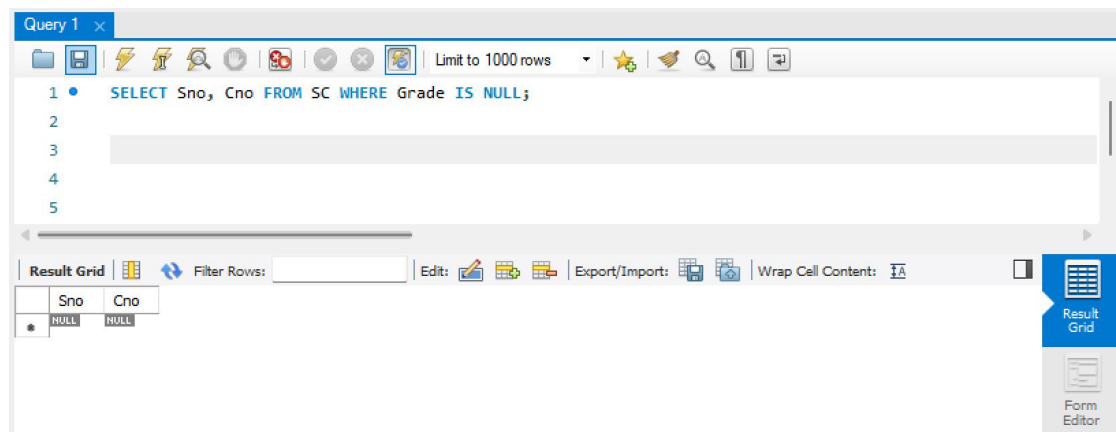 Query 1
Limit to 1000 rows
1 SELECT Sno, Cno FROM SC WHERE Grade IS NULL;
2
3
4
5
Result Grid Filter Rows: Edit: Export/Import: Wrap Cell Content: IA
Sno Cno
NULL NULL
Result
Grid
Form
Editor